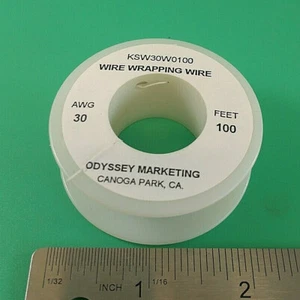 KSW30W0100
WIRE WRAPPING WIRE
AWG FEET
30 100
ODYSSEY MARKETING
CANOGA PARK, CA.
1/32 1 1/16 2